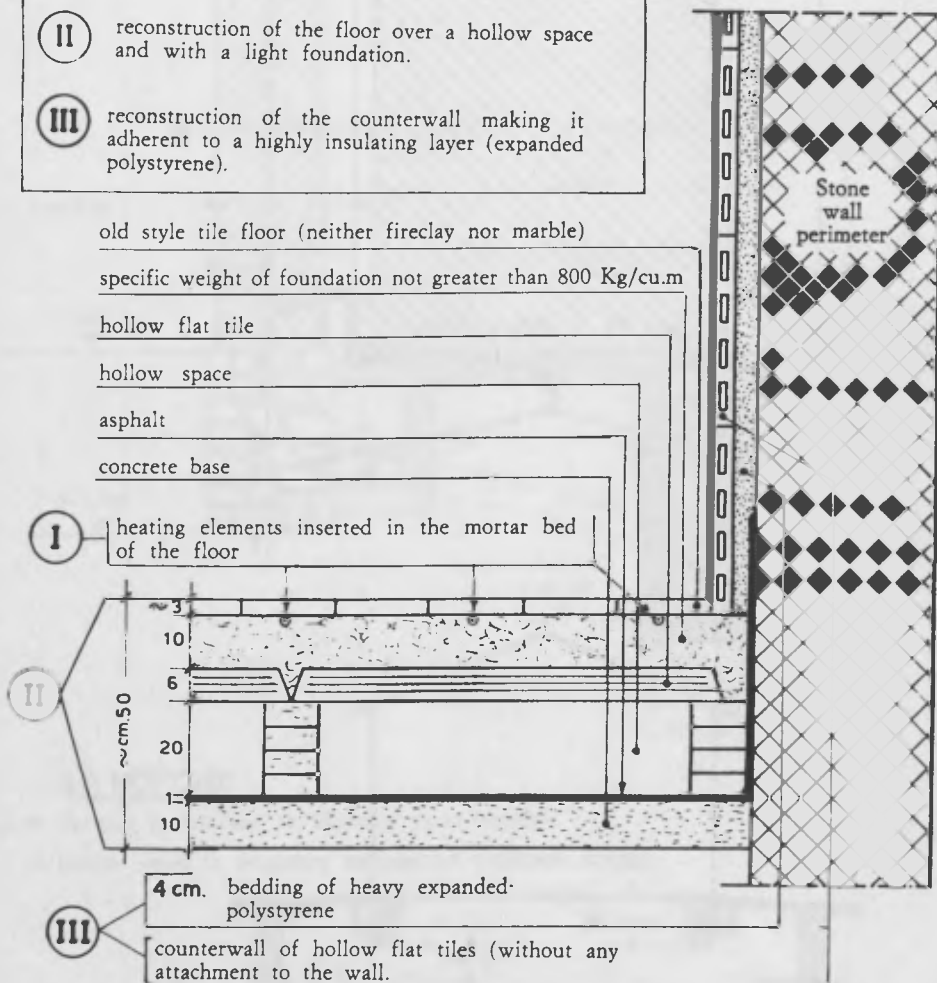 II reconstruction of the floor over a hollow space
and with a light foundation.
III reconstruction of the counterwall making it
adherent to a highly insulating layer (expanded
polystyrene).
Stone
wall
perimeter
old style tile floor (neither fireclay nor marble)
specific weight of foundation not greater than 800 Kg/cu.m
hollow flat tile
hollow space
asphalt
concrete base
I heating elements inserted in the mortar bed
of the floor
~3
10
6
20
1
10
~cm.50
II
III
4 cm. bedding of heavy expanded-
polystyrene
counterwall of hollow flat tiles (without any
attachment to the wall.